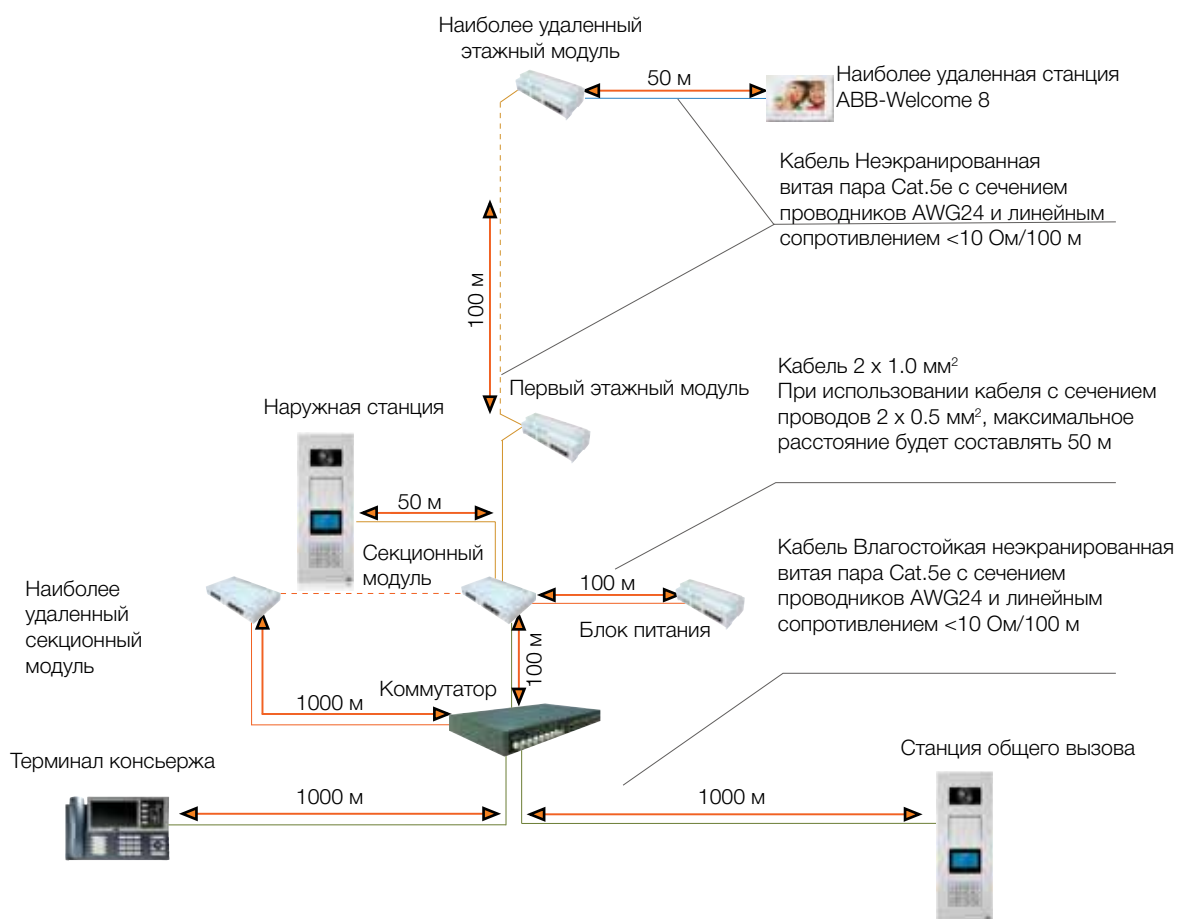 Наиболее удаленный
этажный модуль
50 м
Наиболее удаленная станция
ABB-Welcome 8
Кабель Неэкранированная
витая пара Cat.5e с сечением
проводников AWG24 и линейным
сопротивлением <10 Ом/100 м
100 м
Первый этажный модуль
Кабель 2 x 1.0 мм²
При использовании кабеля с сечением
проводов 2 x 0.5 мм², максимальное
расстояние будет составлять 50 м
Наружная станция
50 м
Секционный
модуль
Наиболее
удаленный
секционный
модуль
100 м
Блок питания
Кабель Влагостойкая неэкранированная
витая пара Cat.5e с сечением
проводников AWG24 и линейным
сопротивлением <10 Ом/100 м
100 м
1000 м
Коммутатор
Терминал консьержа
1000 м
1000 м
Станция общего вызова